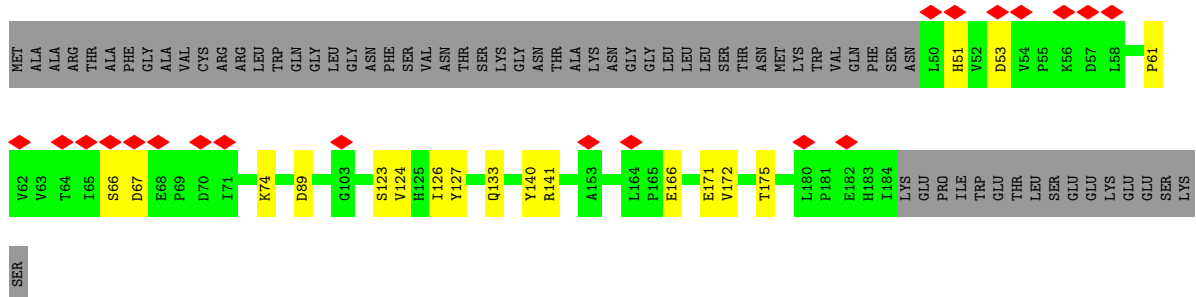 MET ALA ALA ARG THR ALA PHE GLY ALA VAL CYS ARG ARG LEU TRP GLN GLY LEU GLY ASN PHE SER VAL ASN THR SER LYS GLY ASN THR ALA LYS ASN GLY GLY LEU LEU LEU SER THR ASN MET LYS TRP VAL GLN PHE SER ASN L50 H51 V52 D53 V54 P55 K56 D57 L58 P61
V62 V63 T64 I65 S66 D67 E68 P69 D70 I71 K74 D89 G103 S123 V124 H125 I126 Y127 Q133 Y140 R141 A153 L164 P165 E166 E171 V172 T175 L180 P181 E182 H183 I184 LYS GLU PRO ILE TRP GLU THR LEU SER GLU GLU LYS GLU GLU SER LYS
SER